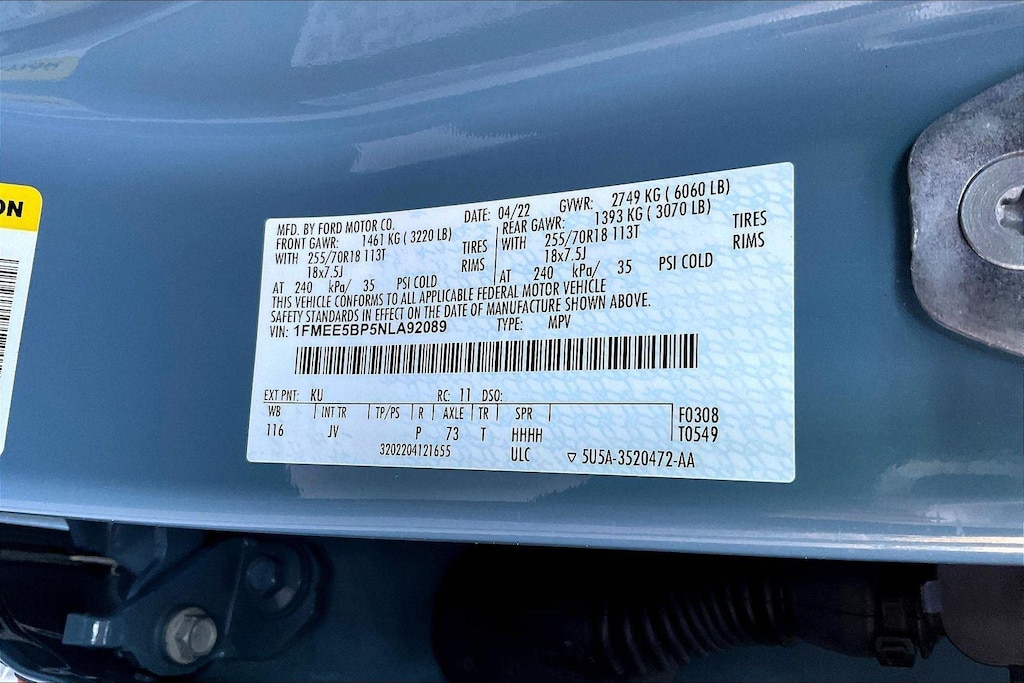 ON
MFD. BY FORD MOTOR CO. DATE: 04/22 GVWR: 2749 KG ( 6060 LB)
FRONT GAWR: 1461 KG ( 3220 LB) REAR GAWR: 1393 KG ( 3070 LB)
WITH 255/70R18 113T TIRES WITH 255/70R18 113T TIRES
18x7.5J RIMS 18x7.5J RIMS
AT 240 kPa/ 35 PSI COLD AT 240 kPa/ 35 PSI COLD
THIS VEHICLE CONFORMS TO ALL APPLICABLE FEDERAL MOTOR VEHICLE
SAFETY STANDARDS IN EFFECT ON THE DATE OF MANUFACTURE SHOWN ABOVE.
VIN: 1FMEE5BP5NLA92089 TYPE: MPV
EXT PNT: KU RC: 11 DSO:
WB INT TR TP/PS R AXLE TR SPR F0308
116 JV P 73 T HHHH T0549
3202204121655 ULC ▽ 5U5A-3520472-AA